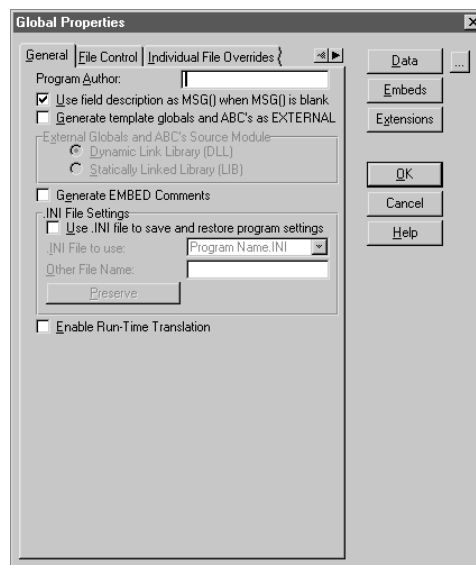 Global Properties
General File Control Individual File Overrides
Program Author:
Use field description as MSG() when MSG() is blank
Generate template globals and ABC's as EXTERNAL
External Globals and ABC's Source Module
Dynamic Link Library (DLL)
Statically Linked Library (LIB)
Generate EMBED Comments
.INI File Settings
Use .INI file to save and restore program settings
.INI File to use: Program Name.INI
Other File Name:
Preserve
Enable Run-Time Translation
Data ...
Embeds
Extensions
OK
Cancel
Help